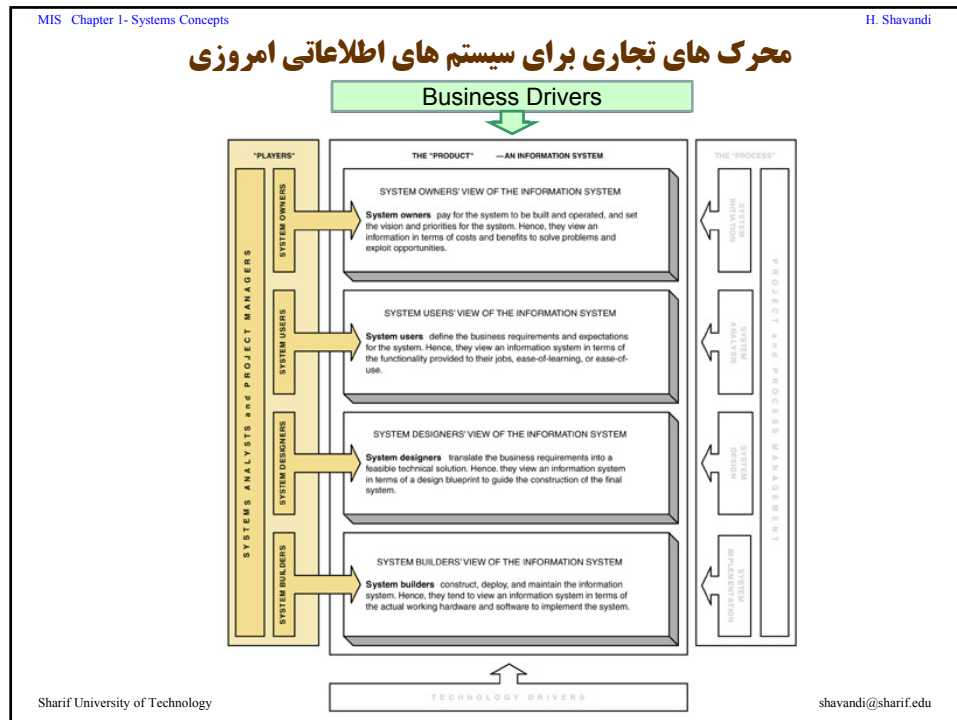 MIS Chapter 1- Systems Concepts
H. Shavandi
محرک های تجاری برای سیستم های اطلاعاتی امروزی
Business Drivers
"PLAYERS"
THE "PRODUCT" —AN INFORMATION SYSTEM
THE "PROCESS"
SYSTEMS ANALYSTS and PROJECT MANAGERS
SYSTEM OWNERS
SYSTEM OWNERS' VIEW OF THE INFORMATION SYSTEM
System owners pay for the system to be built and operated, and set
the vision and priorities for the system. Hence, they view an
information in terms of costs and benefits to solve problems and
exploit opportunities.
SYSTEM
INITIATION
SYSTEM USERS
SYSTEM USERS' VIEW OF THE INFORMATION SYSTEM
System users define the business requirements and expectations
for the system. Hence, they view an information system in terms of
the functionality provided to their jobs, ease-of-learning, or ease-of-
use.
SYSTEM
ANALYSIS
SYSTEM DESIGNERS
SYSTEM DESIGNERS' VIEW OF THE INFORMATION SYSTEM
System designers translate the business requirements into a
feasible technical solution. Hence. they view an information system
in terms of a design blueprint to guide the construction of the final
system.
SYSTEM
DESIGN
SYSTEM BUILDERS
SYSTEM BUILDERS' VIEW OF THE INFORMATION SYSTEM
System builders construct, deploy, and maintain the information
system. Hence, they tend to view an information system in terms of
the actual working hardware and software to implement the system.
SYSTEM
IMPLEMENTATION
PROJECT and PROCESS MANAGEMENT
TECHNOLOGY DRIVERS
Sharif University of Technology
shavandi@sharif.edu